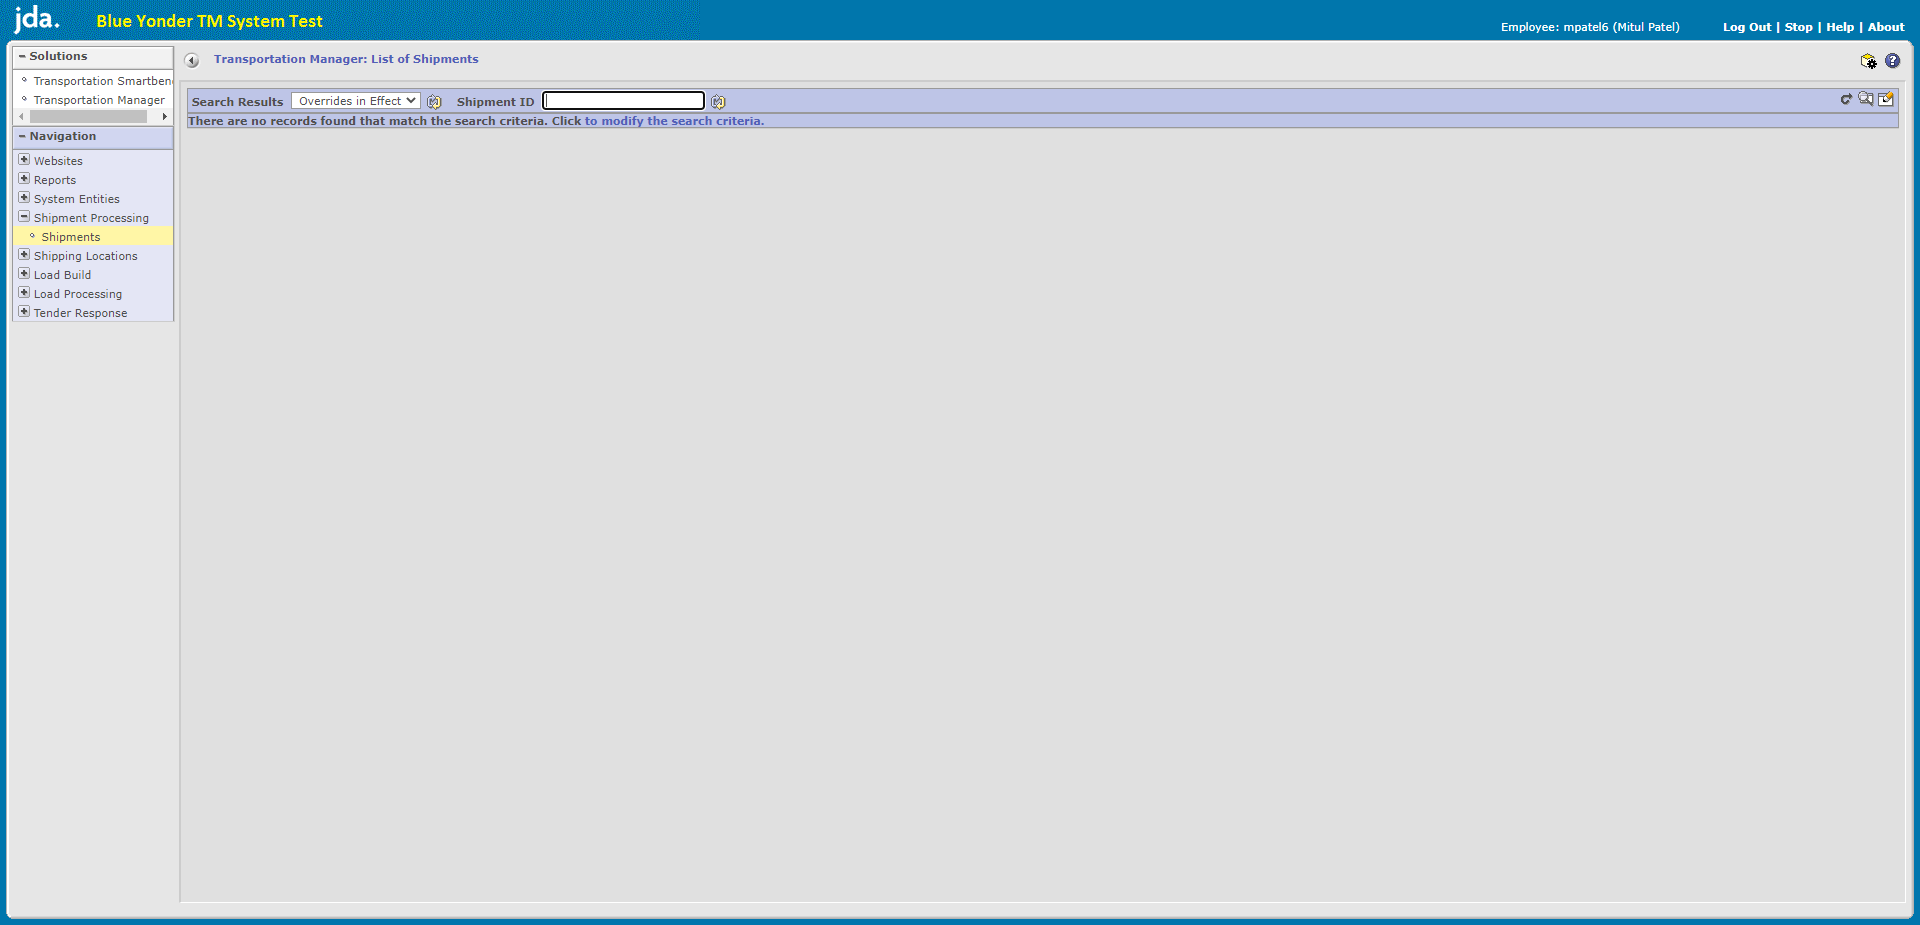 jda.
Blue Yonder TM System Test
Employee: mpatel6 (Mitul Patel)
Log Out | Stop | Help | About
Solutions
Transportation Smartben
Transportation Manager
Navigation
Websites
Reports
System Entities
Shipment Processing
Shipments
Shipping Locations
Load Build
Load Processing
Tender Response
Transportation Manager: List of Shipments
Search Results Overrides in Effect Shipment ID
There are no records found that match the search criteria. Click to modify the search criteria.